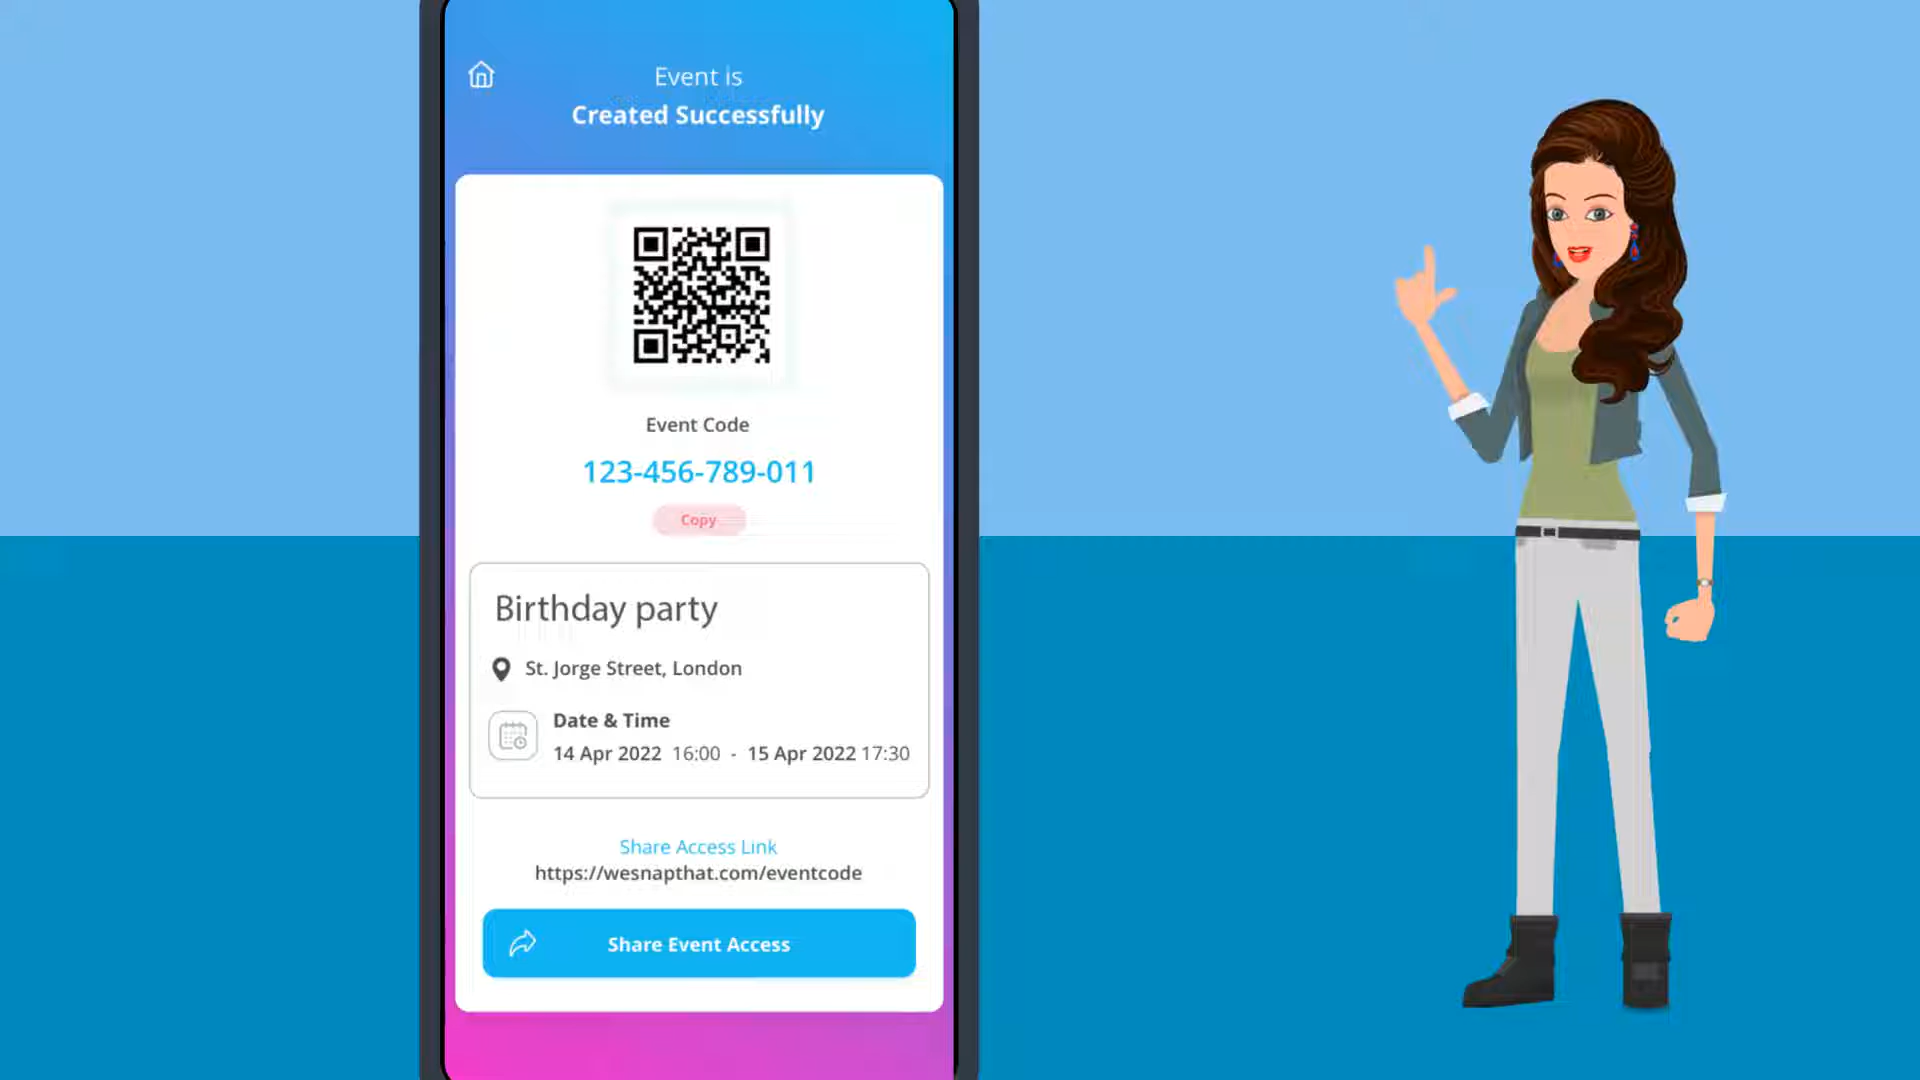 Event is
Created Successfully
Event Code
123-456-789-011
Copy
Birthday party
St. Jorge Street, London
Date & Time
14 Apr 2022 16:00 - 15 Apr 2022 17:30
Share Access Link
https://wesnapthat.com/eventcode
Share Event Access